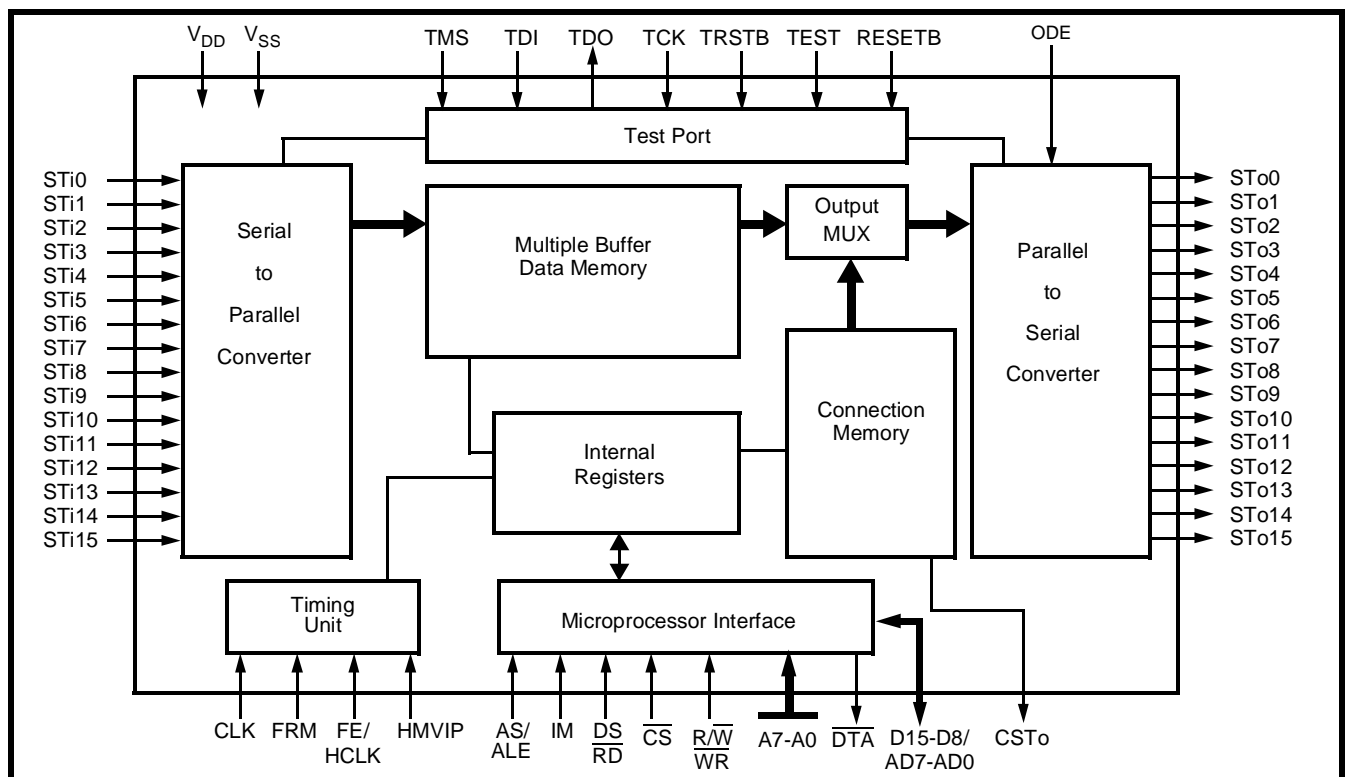 VDD VSS TMS TDI TDO TCK TRSTB TEST RESETB ODE
Test Port
STi0
STi1
STi2
STi3
STi4
STi5
STi6
STi7
STi8
STi9
STi10
STi11
STi12
STi13
STi14
STi15
Serial
to
Parallel
Converter
Multiple Buffer
Data Memory
Output
MUX
Connection
Memory
Internal
Registers
Parallel
to
Serial
Converter
STo0
STo1
STo2
STo3
STo4
STo5
STo6
STo7
STo8
STo9
STo10
STo11
STo12
STo13
STo14
STo15
Timing
Unit
Microprocessor Interface
CLK
FRM
FE/
HCLK
HMVIP
AS/
ALE
IM
DS
R̅D̅
C̅S̅
R/W̅
W̅R̅
A7-A0
D̅T̅A̅
D15-D8/
AD7-AD0
CSTo